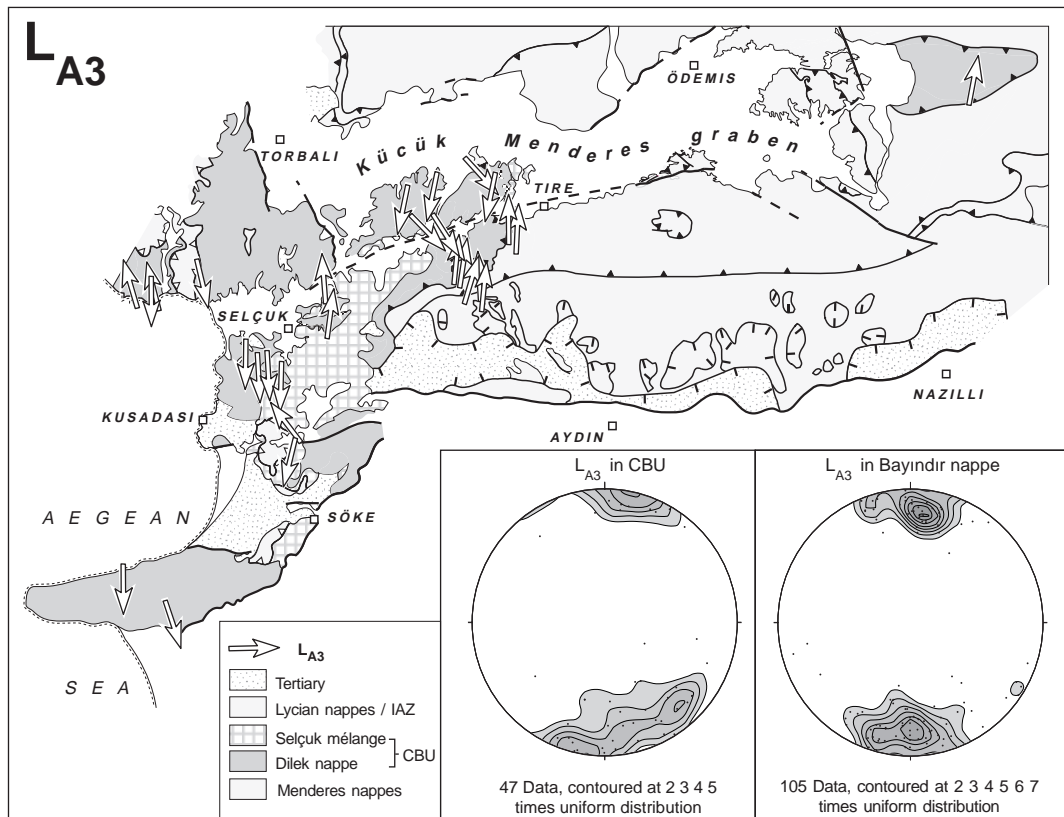 L A3
ÖDEMIS
TORBALI
Kücük Menderes graben
TIRE
SELÇUK
NAZILLI
KUSADASI
AYDIN
AEGEAN
SÖKE
SEA
L A3
Tertiary
Lycian nappes / IAZ
Selçuk mélange
CBU
Dilek nappe
Menderes nappes
L A3 in CBU
47 Data, contoured at 2 3 4 5
times uniform distribution
L A3 in Bayındır nappe
105 Data, contoured at 2 3 4 5 6 7
times uniform distribution